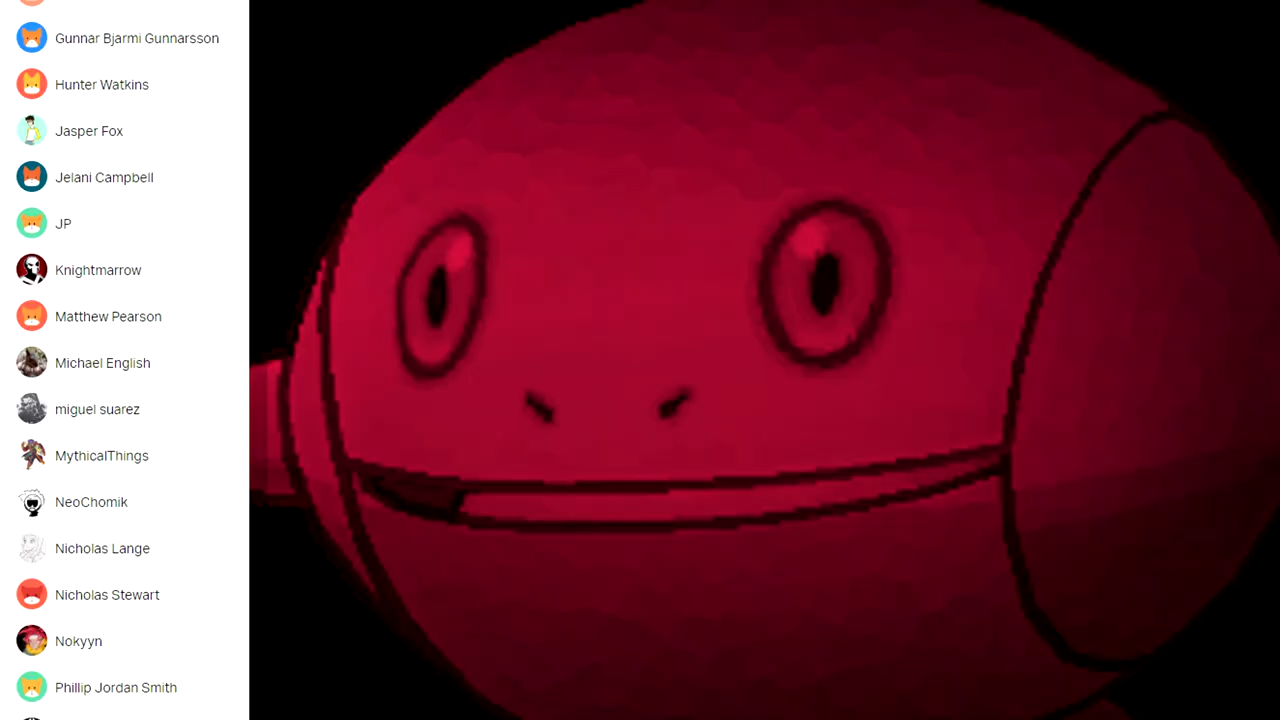 Gunnar Bjarmi Gunnarsson
Hunter Watkins
Jasper Fox
Jelani Campbell
JP
Knightmarrow
Matthew Pearson
Michael English
miguel suarez
MythicalThings
NeoChomik
Nicholas Lange
Nicholas Stewart
Nokyyn
Phillip Jordan Smith